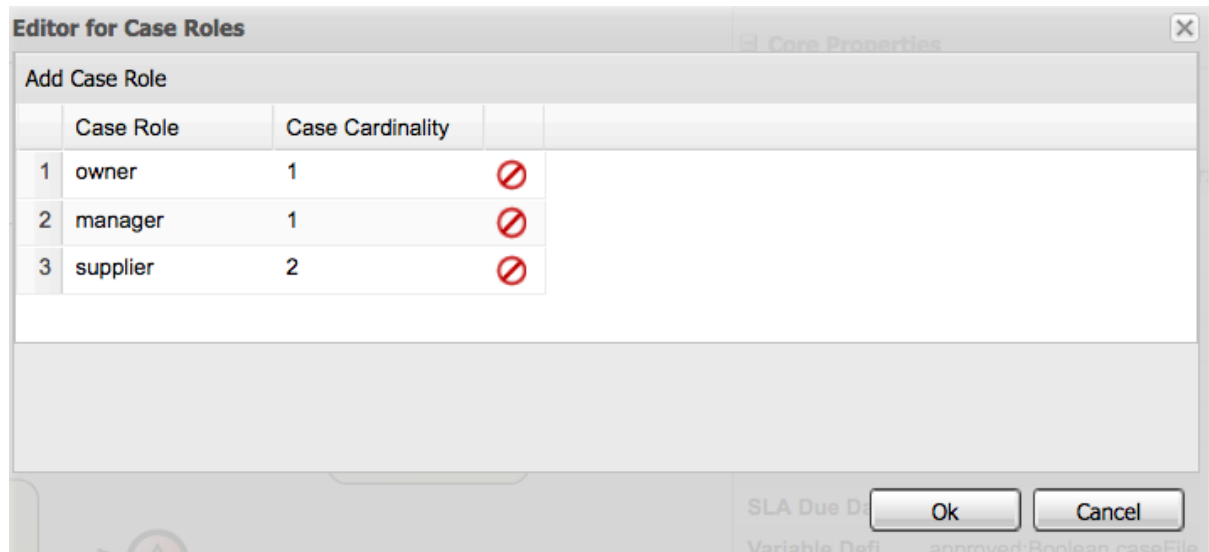 Editor for Case Roles
Core Properties
Add Case Role
Case Role Case Cardinality
1 owner 1
2 manager 1
3 supplier 2
SLA Due Da
Ok Cancel
Variable Defi approved:Boolean,caseFile